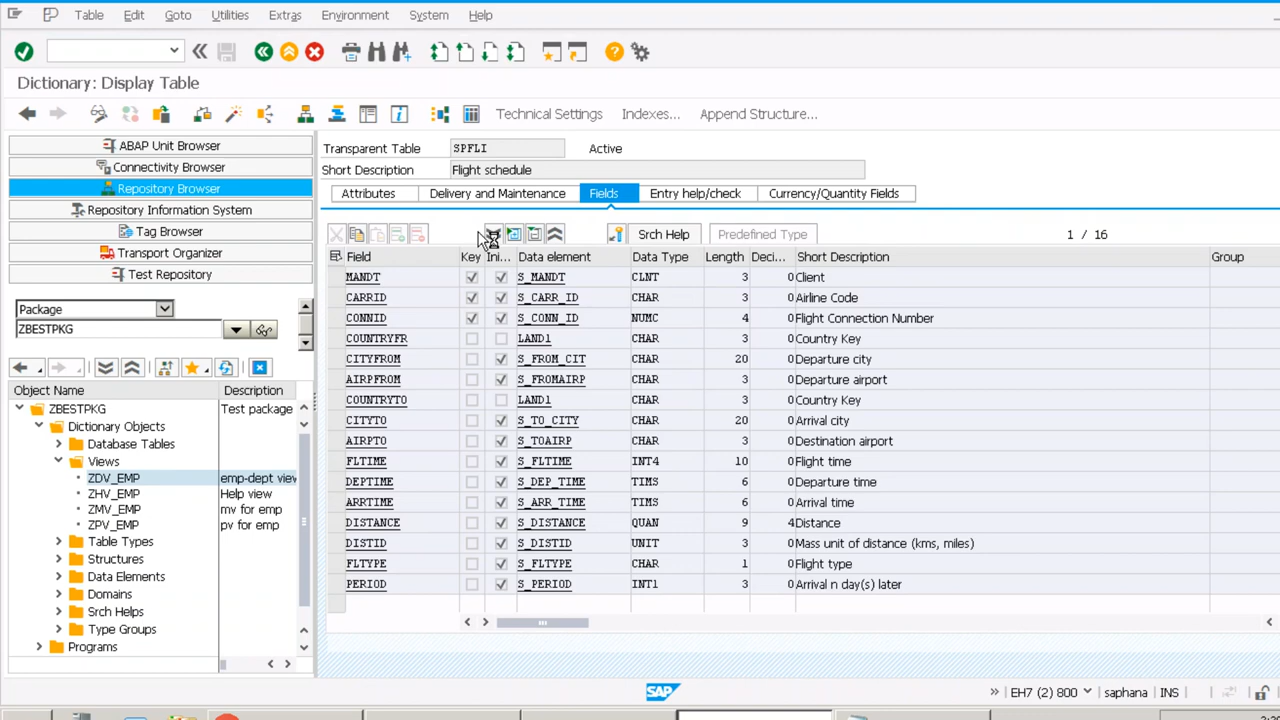 Table Edit Goto Utilities Extras Environment System Help
Dictionary: Display Table
Technical Settings Indexes... Append Structure...
ABAP Unit Browser
Connectivity Browser
Repository Browser
Repository Information System
Tag Browser
Transport Organizer
Test Repository
Package
ZBESTPKG
Object Name Description
ZBESTPKG Test package
Dictionary Objects
Database Tables
Views
ZDV_EMP emp-dept view
ZHV_EMP Help view
ZMV_EMP mv for emp
ZPV_EMP pv for emp
Table Types
Structures
Data Elements
Domains
Srch Helps
Type Groups
Programs
Transparent Table SPFLI Active
Short Description Flight schedule
Attributes Delivery and Maintenance Fields Entry help/check Currency/Quantity Fields
Srch Help Predefined Type 1 / 16
Field Key Ini... Data element Data Type Length Deci... Short Description Group
MANDT S_MANDT CLNT 3 0 Client
CARRID S_CARR_ID CHAR 3 0 Airline Code
CONNID S_CONN_ID NUMC 4 0 Flight Connection Number
COUNTRYFR LAND1 CHAR 3 0 Country Key
CITYFROM S_FROM_CIT CHAR 20 0 Departure city
AIRPFROM S_FROMAIRP CHAR 3 0 Departure airport
COUNTRYTO LAND1 CHAR 3 0 Country Key
CITYTO S_TO_CITY CHAR 20 0 Arrival city
AIRPTO S_TOAIRP CHAR 3 0 Destination airport
FLTIME S_FLTIME INT4 10 0 Flight time
DEPTIME S_DEP_TIME TIMS 6 0 Departure time
ARRTIME S_ARR_TIME TIMS 6 0 Arrival time
DISTANCE S_DISTANCE QUAN 9 4 Distance
DISTID S_DISTID UNIT 3 0 Mass unit of distance (kms, miles)
FLTYPE S_FLTYPE CHAR 1 0 Flight type
PERIOD S_PERIOD INT1 3 0 Arrival n day(s) later
SAP EH7 (2) 800 saphana INS